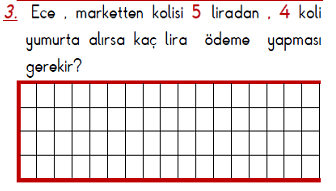 3. Ece , marketten kolisi 5 liradan , 4 koli
yumurta alırsa kaç lira ödeme yapması
gerekir?